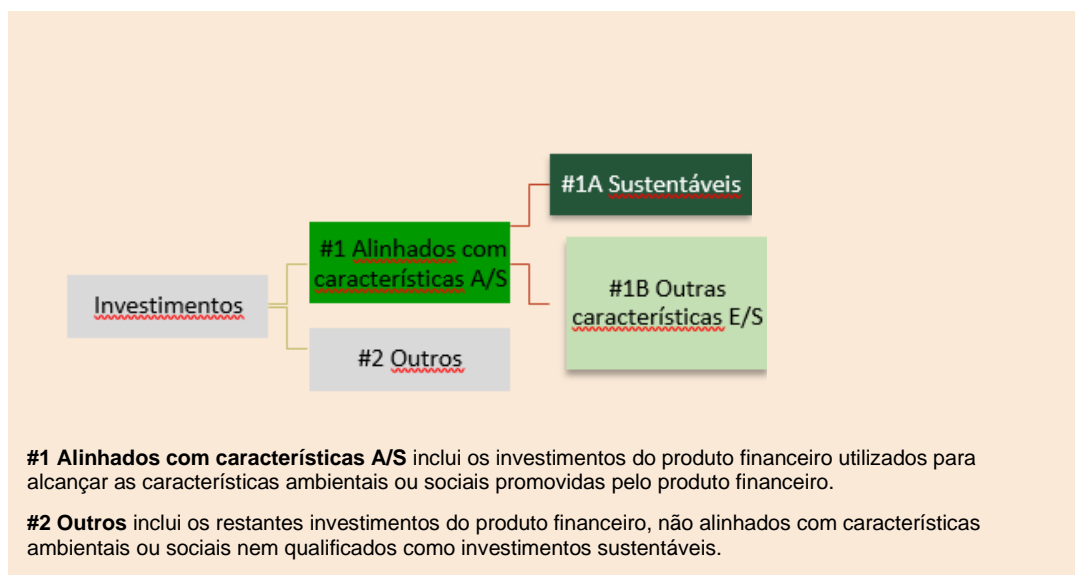 #1A Sustentáveis
#1 Alinhados com
características A/S
#1B Outras
características E/S
Investimentos
#2 Outros
#1 Alinhados com características A/S inclui os investimentos do produto financeiro utilizados para
alcançar as características ambientais ou sociais promovidas pelo produto financeiro.
#2 Outros inclui os restantes investimentos do produto financeiro, não alinhados com características
ambientais ou sociais nem qualificados como investimentos sustentáveis.